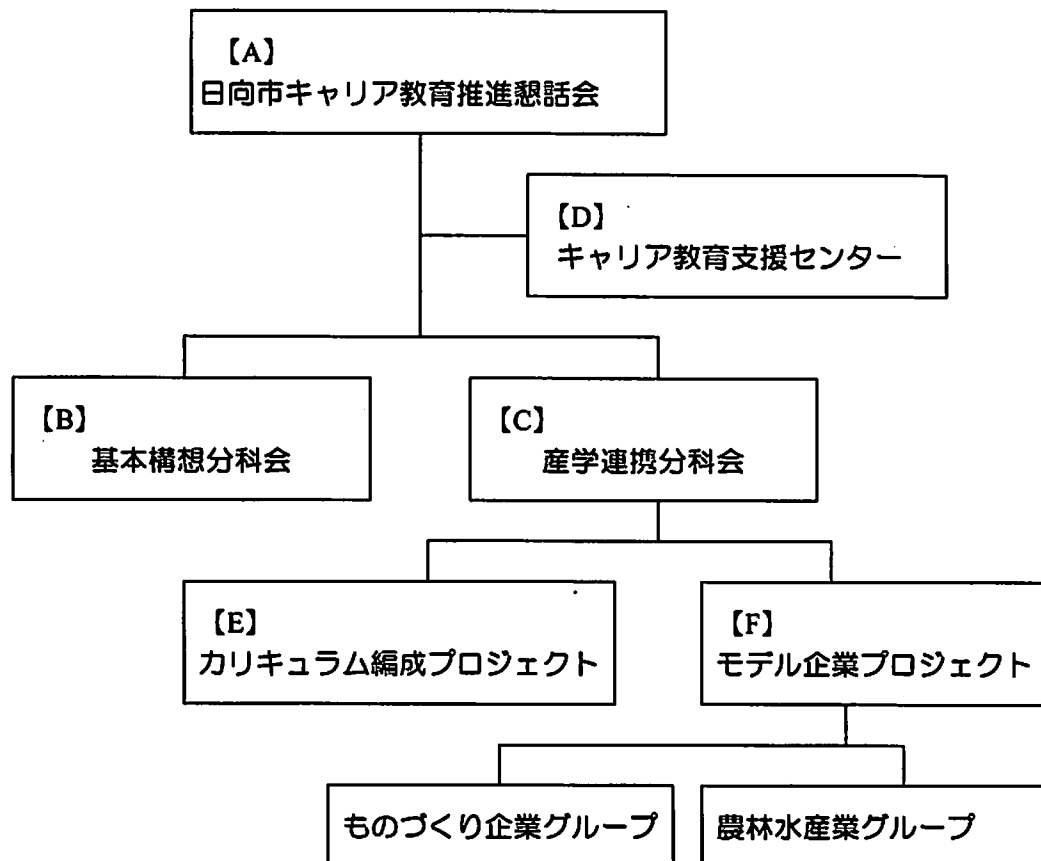 【A】
日向市キャリア教育推進懇話会
【D】
キャリア教育支援センター
【B】
基本構想分科会
【C】
産学連携分科会
【E】
カリキュラム編成プロジェクト
【F】
モデル企業プロジェクト
ものづくり企業グループ
農林水産業グループ